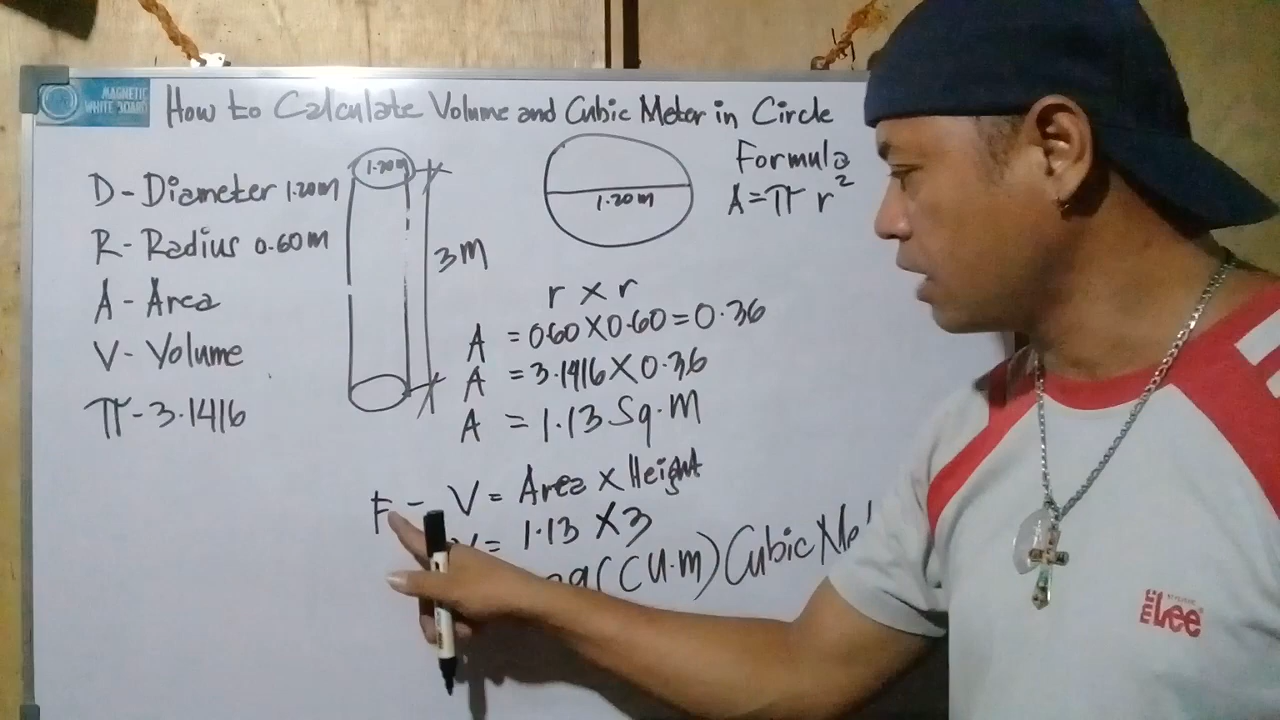 MAGNETIC
WHITE BOARD
How to Calculate Volume and Cubic Meter in Circle
D - Diameter 1.20m
R - Radius 0.60m
A - Area
V - Volume
π - 3.1416
1.20m
3M
1.20m
Formula
A = π r²
r x r
A = 0.60 X 0.60 = 0.36
A = 3.1416 X 0.36
A = 1.13 Sq.M
F - V = Area x Height
V = 1.13 X 3
(CU.M) Cubic
Lee